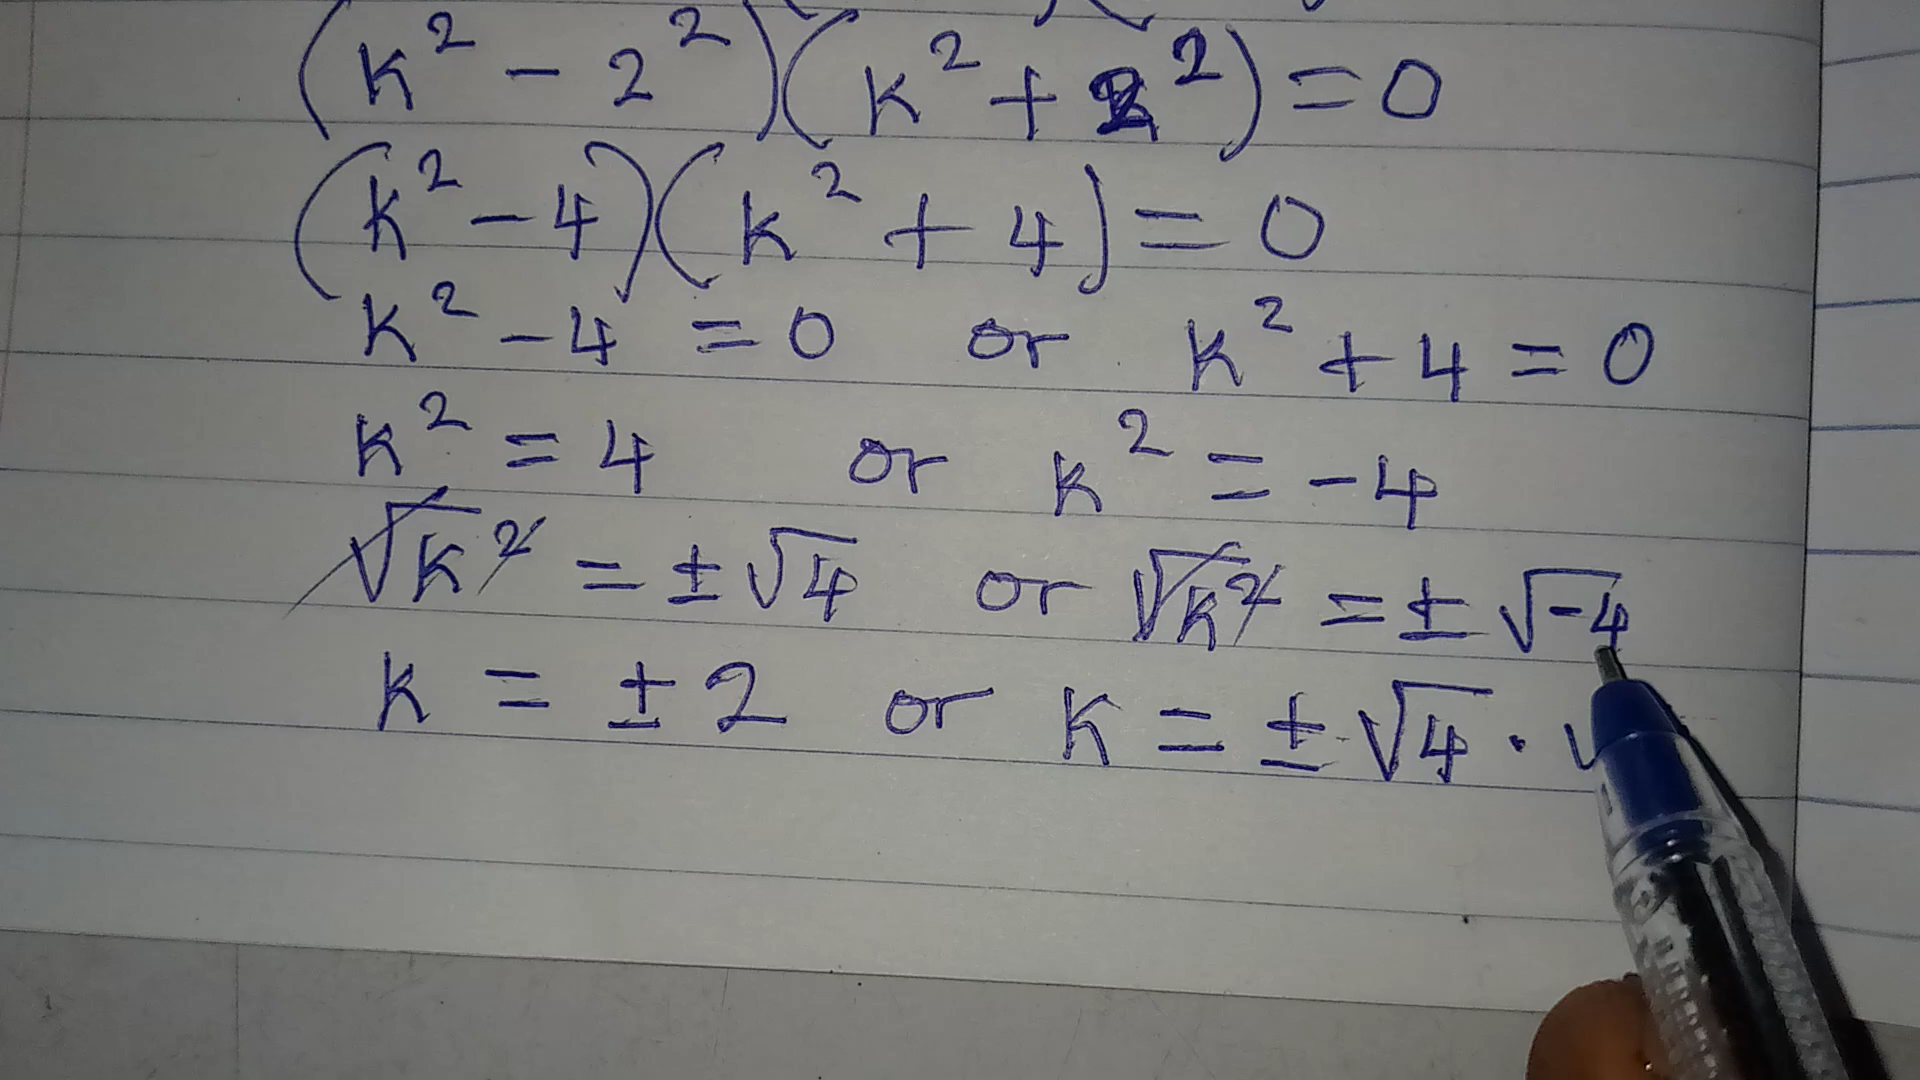 (k² - 2²)(k² + 2²) = 0
(k² - 4)(k² + 4) = 0
k² - 4 = 0 or k² + 4 = 0
k² = 4 or k² = -4
√k² = ±√4 or √k² = ±√-4
k = ±2 or k = ±√4 · √